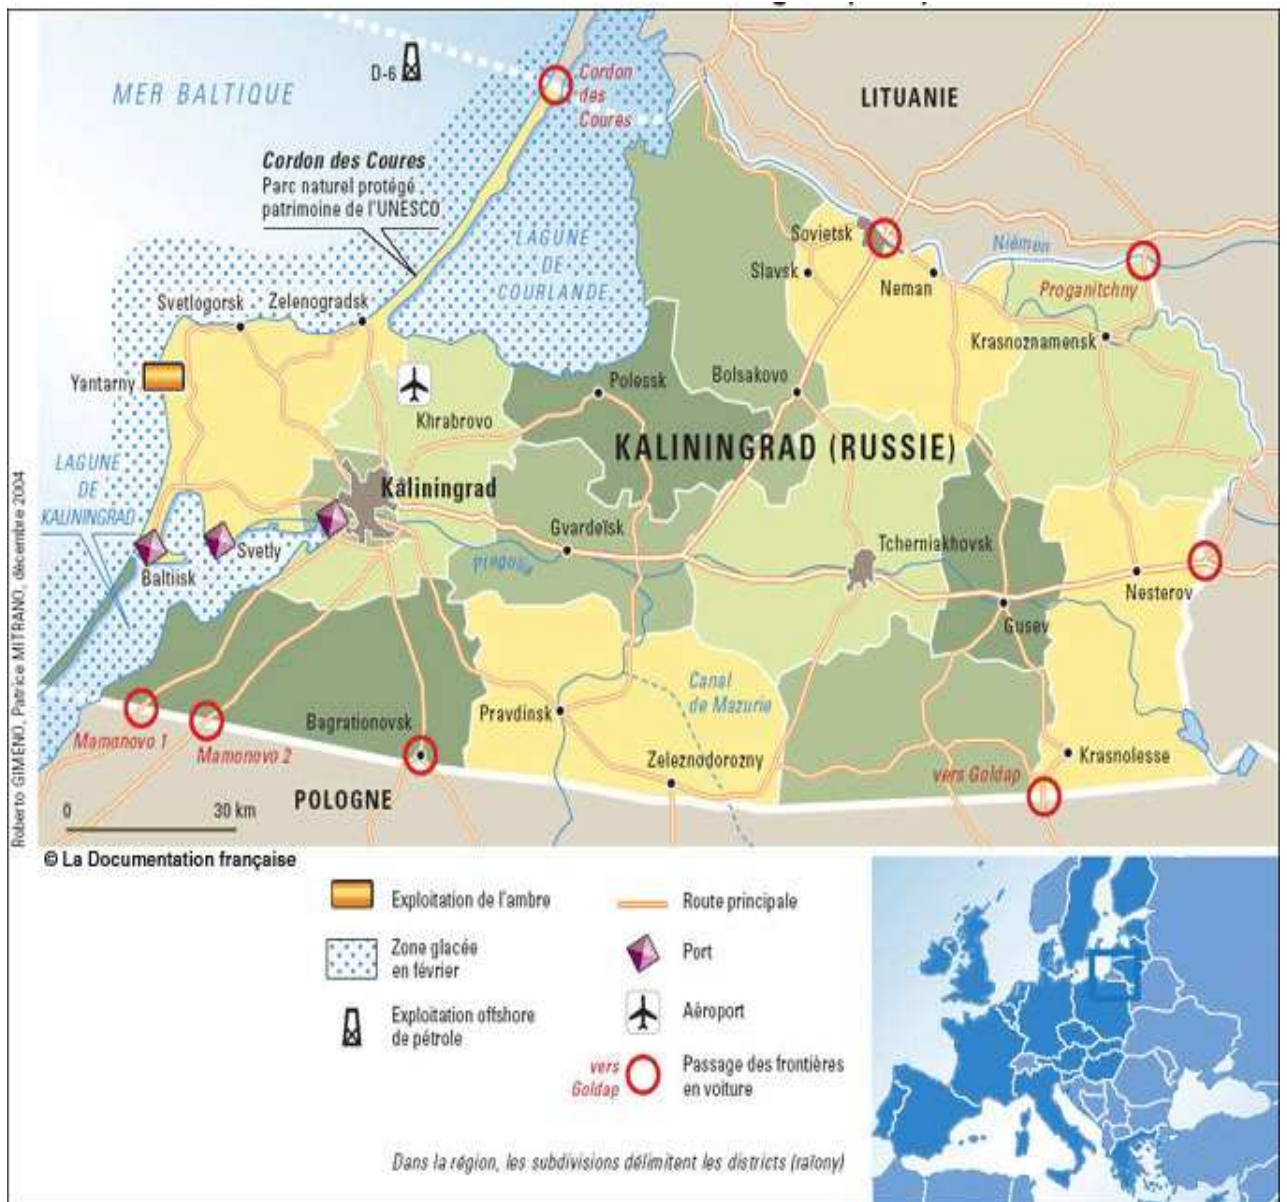 MER BALTIQUE
D-6
Cordon
des
Coures
LITUANIE
Cordon des Coures
Parc naturel protégé
patrimoine de l'UNESCO
LAGUNE
DE
COURLANDE
Sovietsk
Slavsk
Neman
Niémen
Proganitchny
Krasnoznamensk
Svetlogorsk
Zelenogradsk
Yantarny
Khrabrovo
Polessk
Bolsakovo
KALININGRAD (RUSSIE)
LAGUNE
DE
KALININGRAD
Kaliningrad
Svetly
Baltiisk
Gvardeïsk
Pregos
Tcherniakhovsk
Nesterov
Gusev
Canal
de Mazurie
Mamonovo 1
Mamonovo 2
Bagrationovsk
Pravdinsk
Zeleznodorozny
Krasnolesse
vers Goldap
POLOGNE
0 30 km
Roberto GIMENO, Patrice MITRANO, décembre 2004
© La Documentation française
Exploitation de l'ambre
Zone glacée
en février
Exploitation offshore
de pétrole
Route principale
Port
Aéroport
vers
Goldap
Passage des frontières
en voiture
Dans la région, les subdivisions délimitent les districts (raïony)